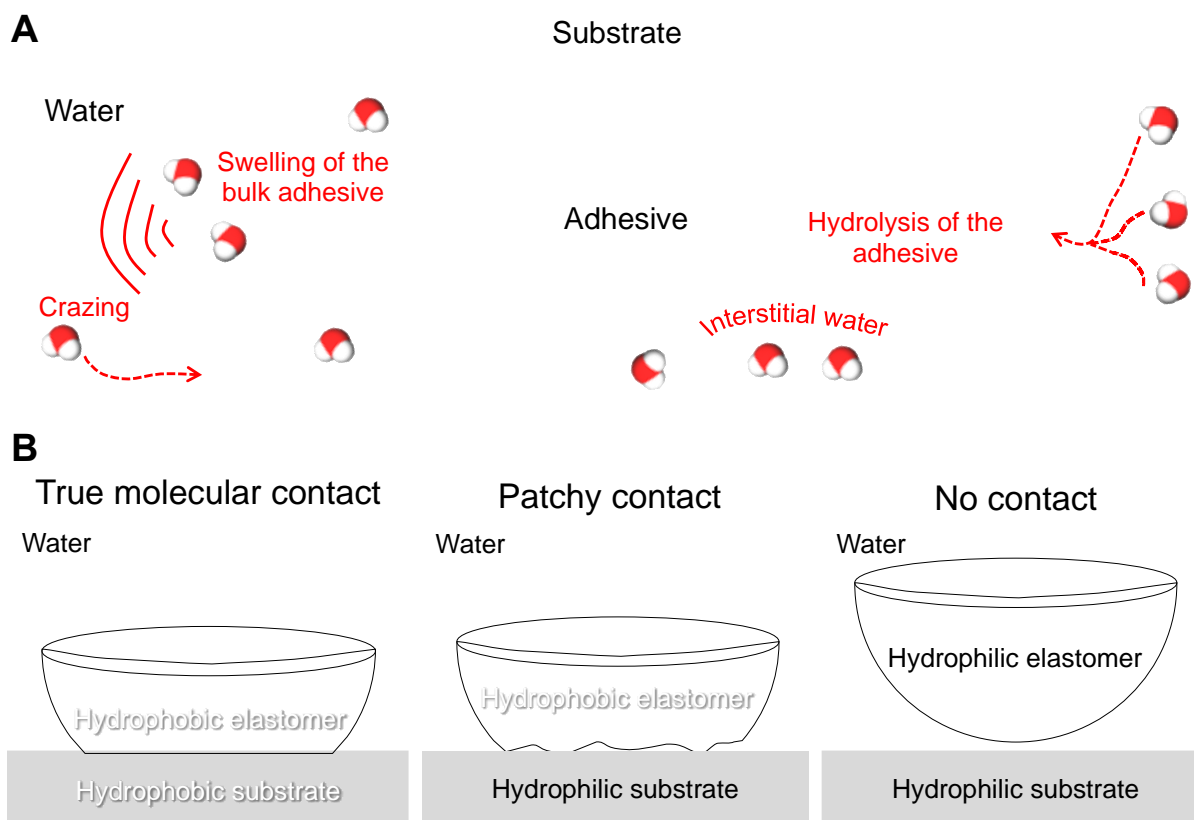 A
Substrate
Water
Swelling of the
bulk adhesive
Adhesive
Hydrolysis of the
adhesive
Crazing
Interstitial water
B
True molecular contact
Patchy contact
No contact
Water
Water
Water
Hydrophobic elastomer
Hydrophobic elastomer
Hydrophilic elastomer
Hydrophobic substrate
Hydrophilic substrate
Hydrophilic substrate